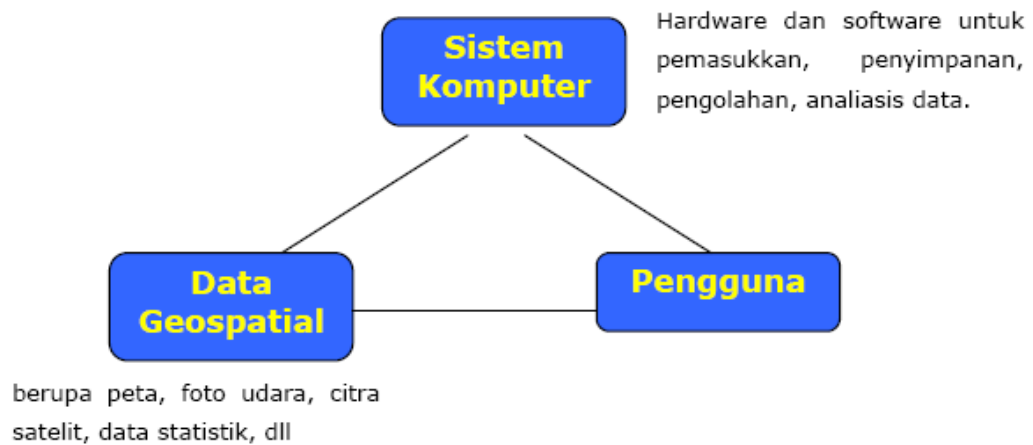 Sistem
Komputer
Hardware dan software untuk
pemasukkan, penyimpanan,
pengolahan, analiasis data.
Data
Geospatial
Pengguna
berupa peta, foto udara, citra
satelit, data statistik, dll